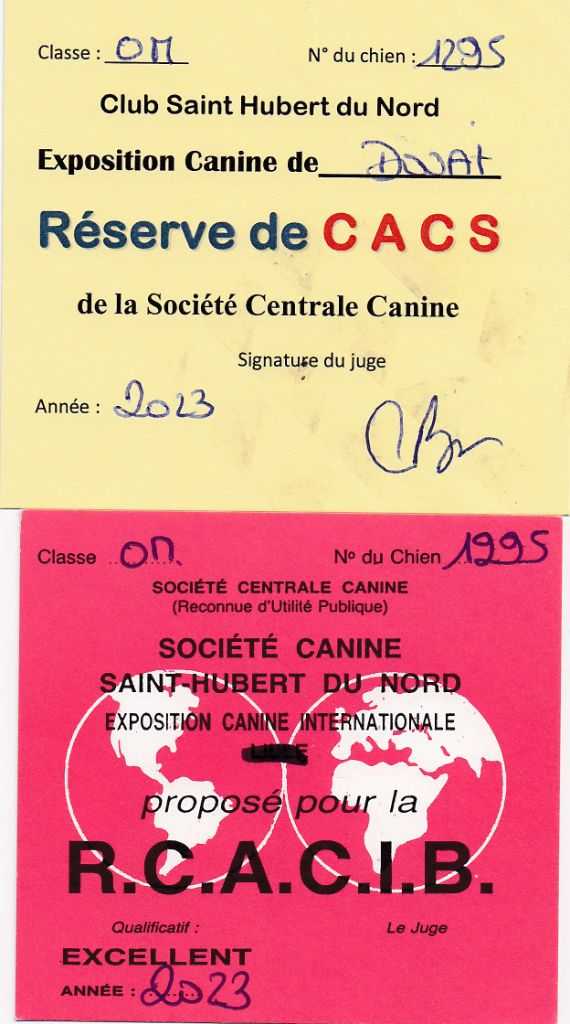 Classe : OM N° du chien : 1295
Club Saint Hubert du Nord
Exposition Canine de DOUAI
Réserve de CACS
de la Société Centrale Canine
Signature du juge
Année : 2023
Classe OM. Nº du Chien 1295
SOCIÉTÉ CENTRALE CANINE
(Reconnue d'Utilité Publique)
SOCIÉTÉ CANINE
SAINT-HUBERT DU NORD
EXPOSITION CANINE INTERNATIONALE
LILLE
proposé pour la
R.C.A.C.I.B.
Qualificatif : Le Juge
EXCELLENT
ANNÉE : 2023